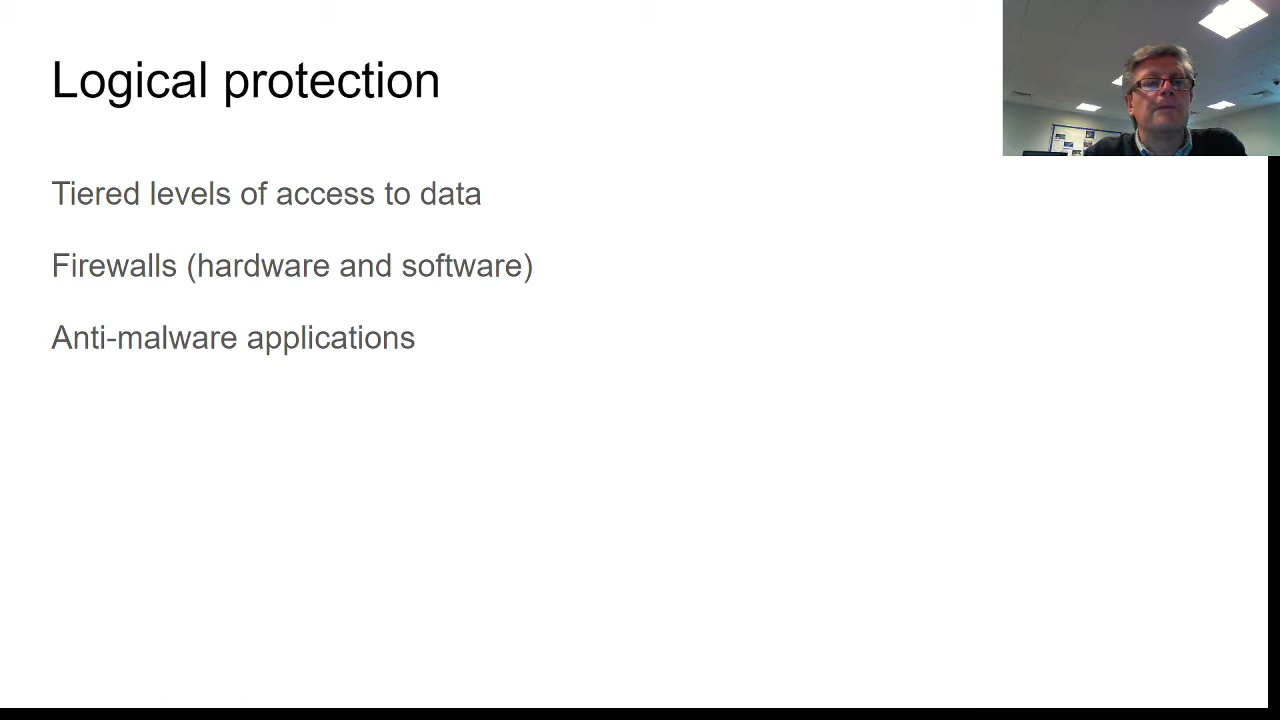 Logical protection
Tiered levels of access to data
Firewalls (hardware and software)
Anti-malware applications